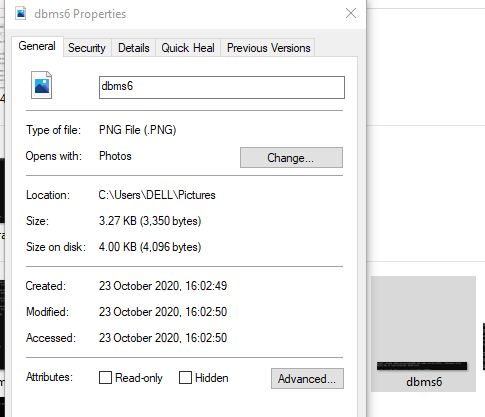 dbms6 Properties
General Security Details Quick Heal Previous Versions
dbms6
Type of file: PNG File (.PNG)
Opens with: Photos Change...
Location: C:\Users\DELL\Pictures
Size: 3.27 KB (3,350 bytes)
Size on disk: 4.00 KB (4,096 bytes)
Created: 23 October 2020, 16:02:49
Modified: 23 October 2020, 16:02:50
Accessed: 23 October 2020, 16:02:50
Attributes: Read-only Hidden Advanced...
dbms6